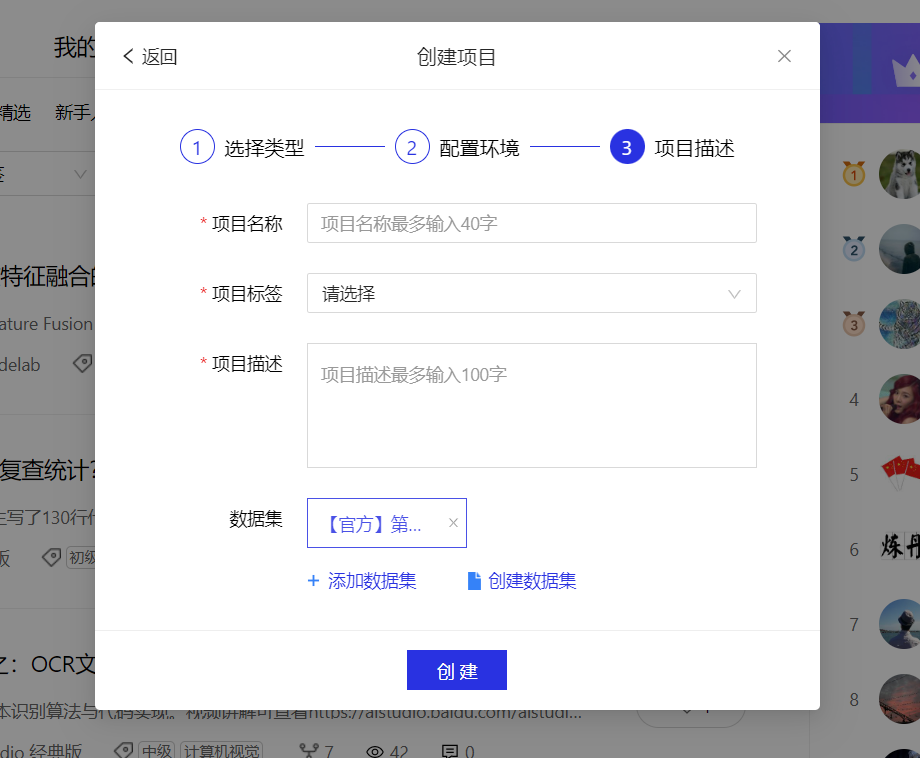 我的
返回
创建项目
精选
新手
1 选择类型
2 配置环境
3 项目描述
* 项目名称
项目名称最多输入40字
* 项目标签
请选择
* 项目描述
项目描述最多输入100字
数据集
【官方】第...
+ 添加数据集
创建数据集
创建
特征融合的
ature Fusion
delab
复查统计?
主写了130行代
版
初级
之：OCR文
本识别算法与代码实现。视频讲解可查看https://aistudio.baidu.com/aistudi...
dio 经典版
中级
计算机视觉
7
42
0
1
2
3
4
5
6
炼丹
7
8